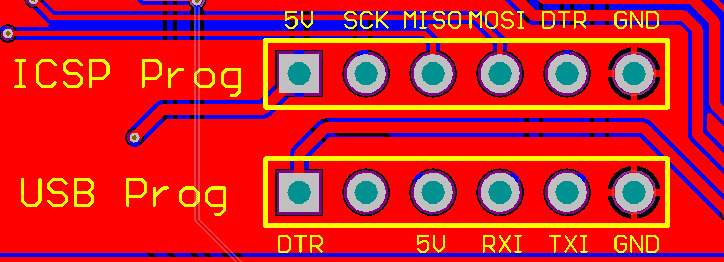 5V SCK MISO MOSI DTR GND
ICSP Prog
USB Prog
DTR 5V RXI TXI GND